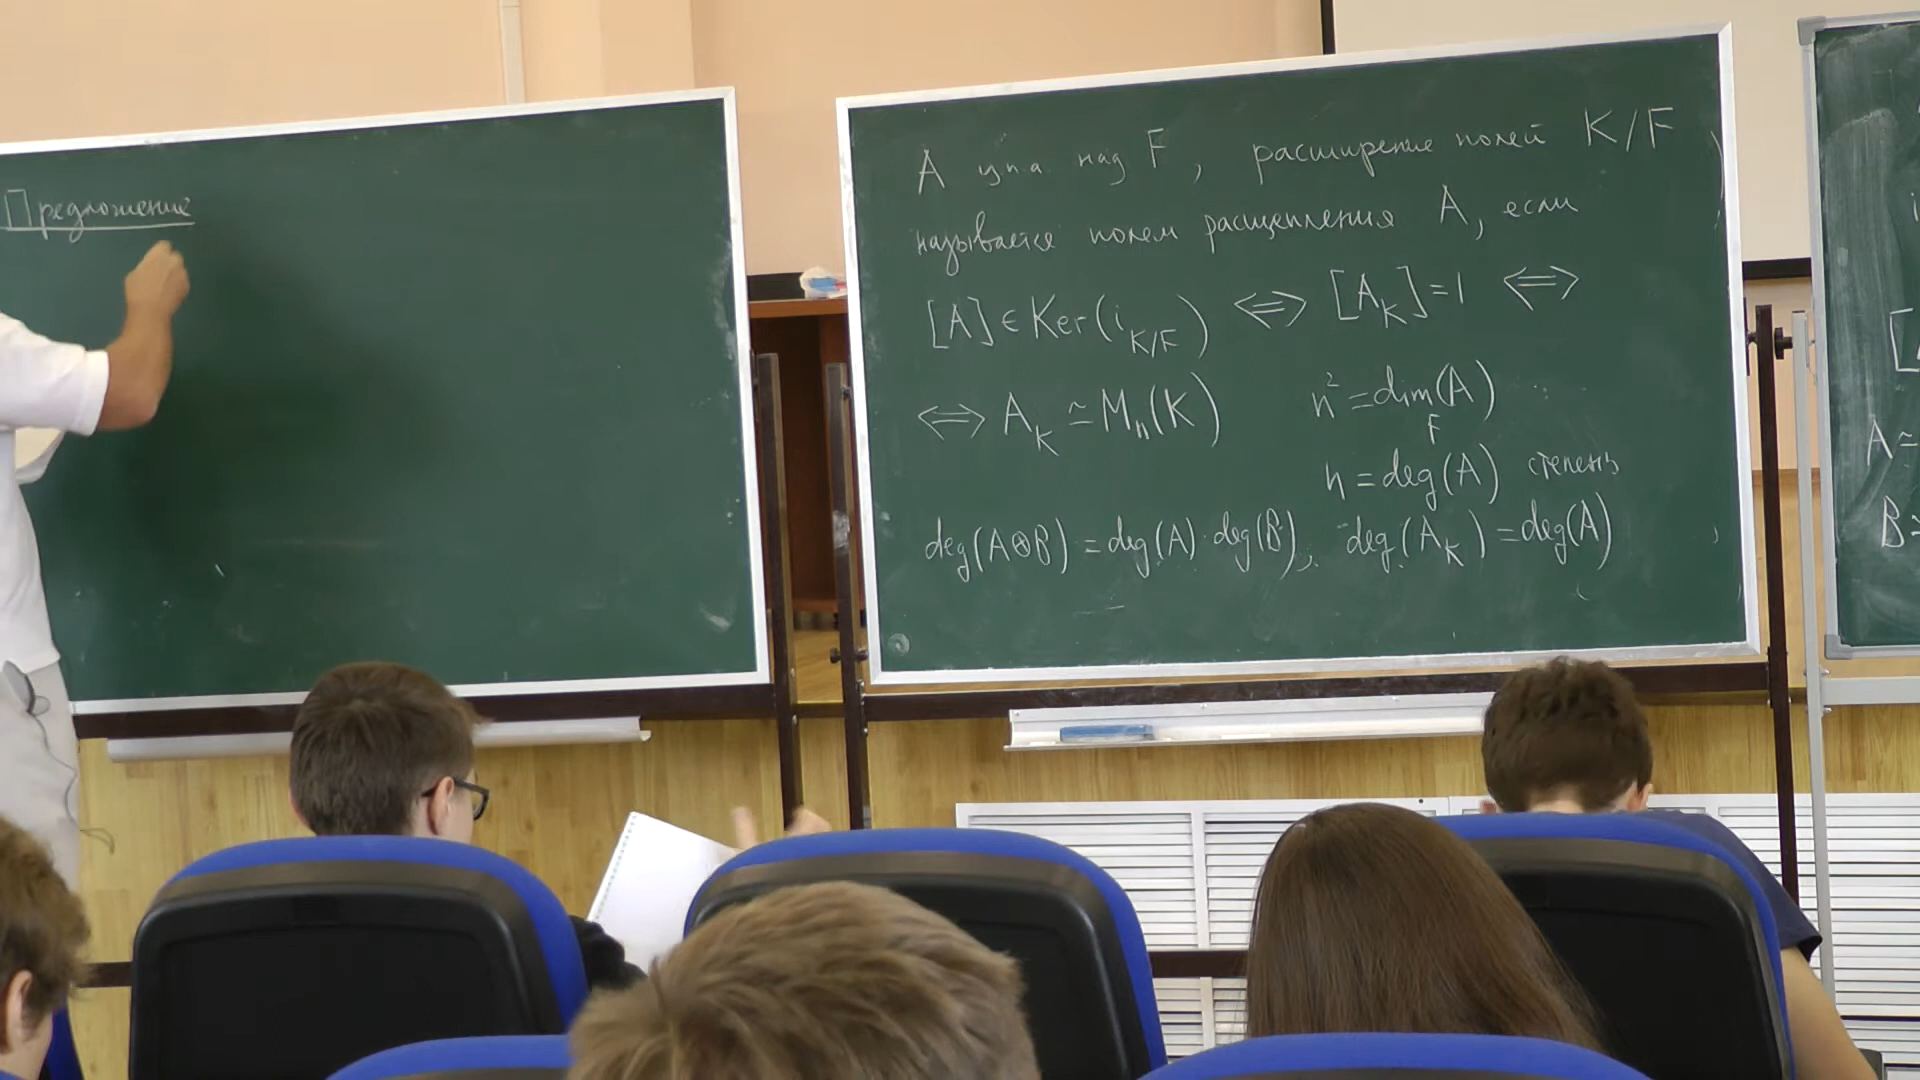 Предложение
A цпа над F, расширение полей K/F
называется полем расщепления A, если
[A] ∈ Ker(i_{K/F}) ⟺ [A_K] = 1 ⟺
⟺ A_K ≃ M_n(K) n² = dim_F(A)
n = deg(A) степень
deg(A⊗B) = deg(A)·deg(B), deg(A_K) = deg(A)
A ≃
B